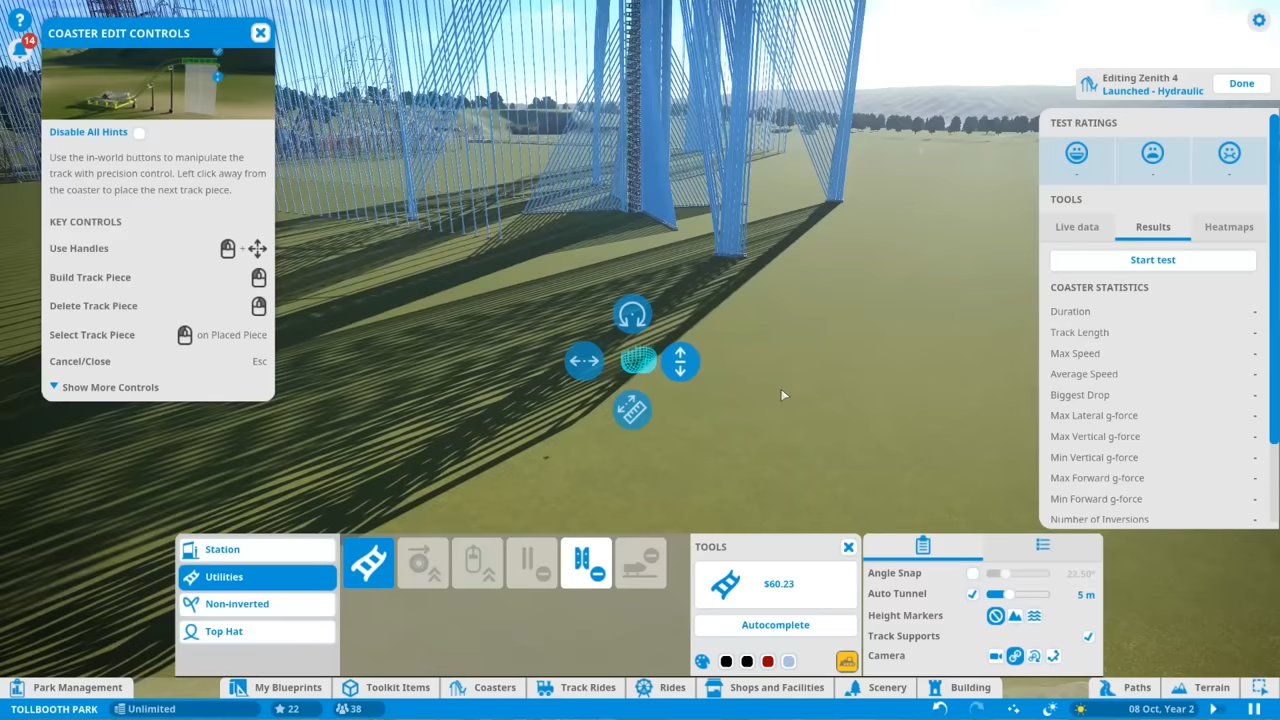 ?
14
COASTER EDIT CONTROLS
Disable All Hints
Use the in-world buttons to manipulate the
track with precision control. Left click away from
the coaster to place the next track piece.
KEY CONTROLS
Use Handles
+
Build Track Piece
Delete Track Piece
Select Track Piece on Placed Piece
Cancel/Close Esc
Show More Controls
Editing Zenith 4
Launched - Hydraulic
Done
TEST RATINGS
- - -
TOOLS
Live data Results Heatmaps
Start test
COASTER STATISTICS
Duration -
Track Length -
Max Speed -
Average Speed -
Biggest Drop -
Max Lateral g-force -
Max Vertical g-force -
Min Vertical g-force -
Max Forward g-force -
Min Forward g-force -
Number of Inversions -
Station
Utilities
Non-inverted
Top Hat
TOOLS
$60.23
Autocomplete
Angle Snap 22.50°
Auto Tunnel 5 m
Height Markers
Track Supports
Camera
Park Management My Blueprints Toolkit Items Coasters Track Rides Rides Shops and Facilities Scenery Building Paths Terrain
TOLLBOOTH PARK Unlimited 22 38 08 Oct, Year 2